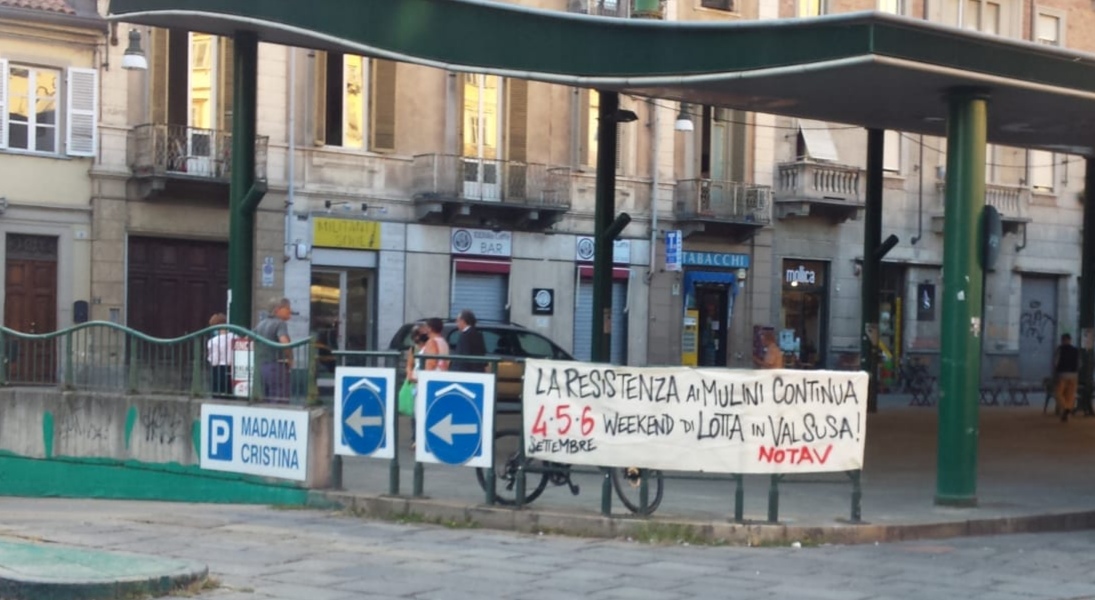 BAR
TABACCHI
mollica
P MADAMA
CRISTINA
LA RESISTENZA AI MULINI CONTINUA
4.5.6 WEEKEND DI LOTTA IN VALSUSA!
SETTEMBRE
NOTAV